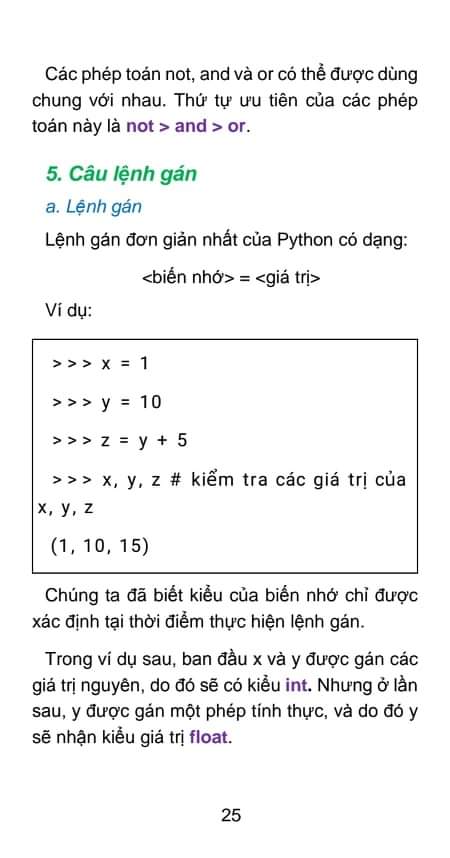 Các phép toán not, and và or có thể được dùng
chung với nhau. Thứ tự ưu tiên của các phép
toán này là not > and > or.
5. Câu lệnh gán
a. Lệnh gán
Lệnh gán đơn giản nhất của Python có dạng:
<biến nhớ> = <giá trị>
Ví dụ:
> > > x = 1
> > > y = 10
> > > z = y + 5
> > > x, y, z # kiểm tra các giá trị của
x, y, z
(1, 10, 15)
Chúng ta đã biết kiểu của biến nhớ chỉ được
xác định tại thời điểm thực hiện lệnh gán.
Trong ví dụ sau, ban đầu x và y được gán các
giá trị nguyên, do đó sẽ có kiểu int. Nhưng ở lần
sau, y được gán một phép tính thực, và do đó y
sẽ nhận kiểu giá trị float.
25